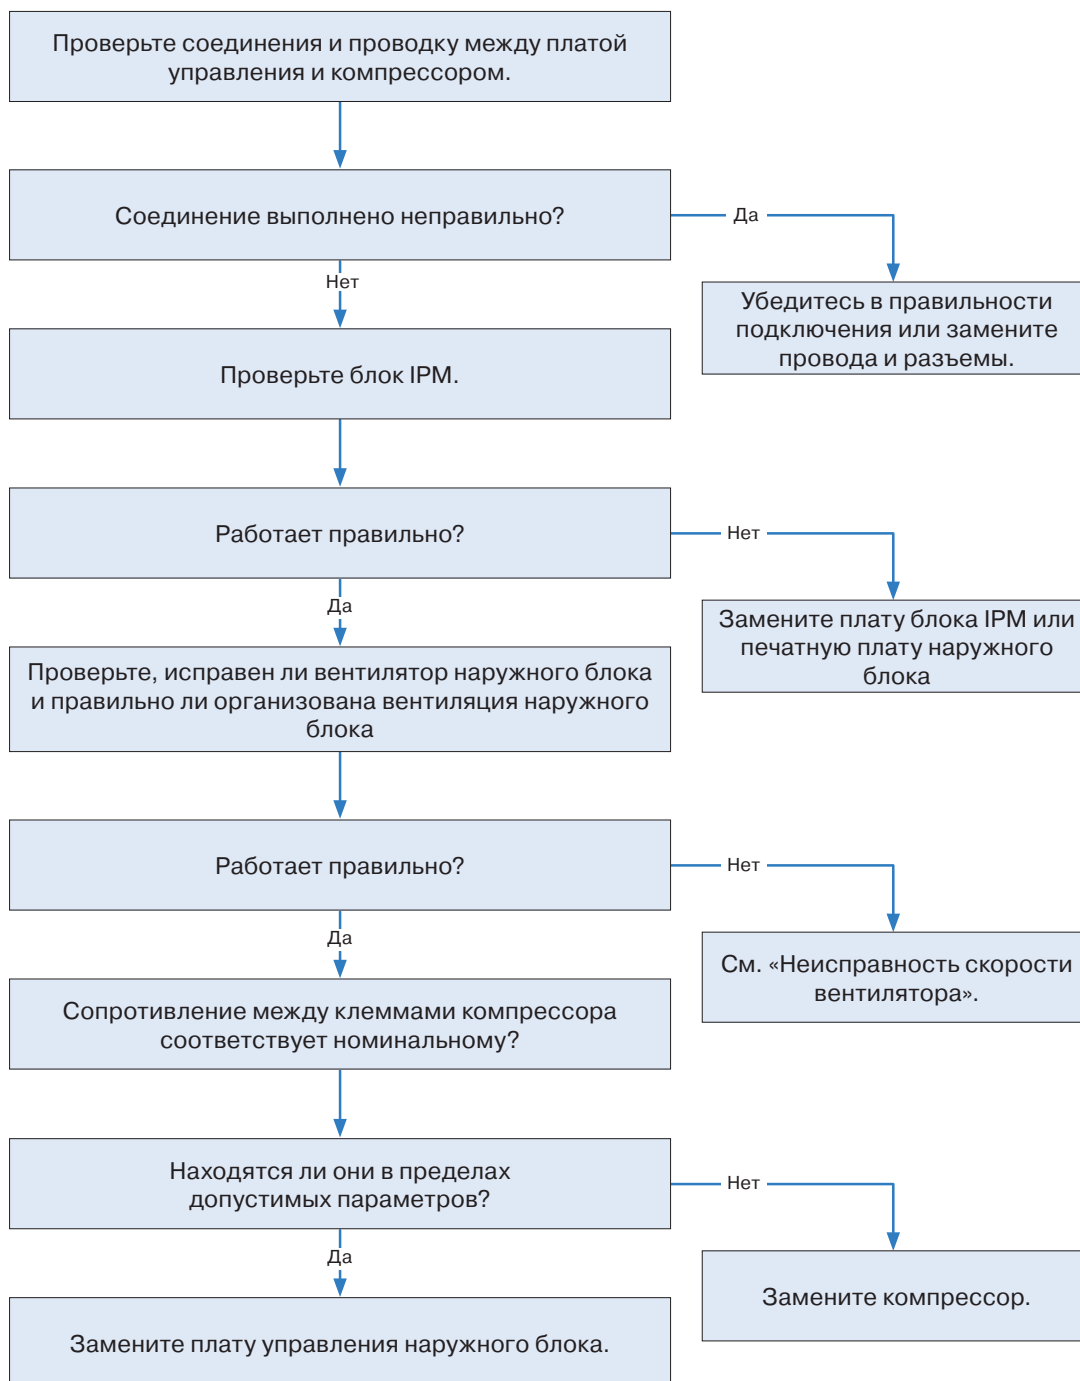 Проверьте соединения и проводку между платой
управления и компрессором.
Соединение выполнено неправильно?
Да
Нет
Убедитесь в правильности
подключения или замените
провода и разъемы.
Проверьте блок IPM.
Работает правильно?
Нет
Да
Замените плату блока IPM или
печатную плату наружного
блока
Проверьте, исправен ли вентилятор наружного блока
и правильно ли организована вентиляция наружного
блока
Работает правильно?
Нет
Да
См. «Неисправность скорости
вентилятора».
Сопротивление между клеммами компрессора
соответствует номинальному?
Находятся ли они в пределах
допустимых параметров?
Нет
Да
Замените компрессор.
Замените плату управления наружного блока.